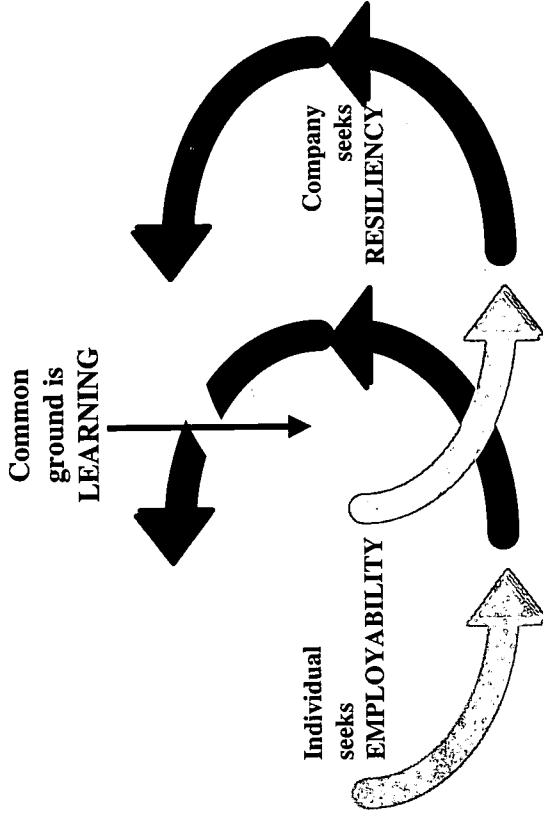 Common
ground is
LEARNING
Individual
seeks
EMPLOYABILITY
Company
seeks
RESILIENCY